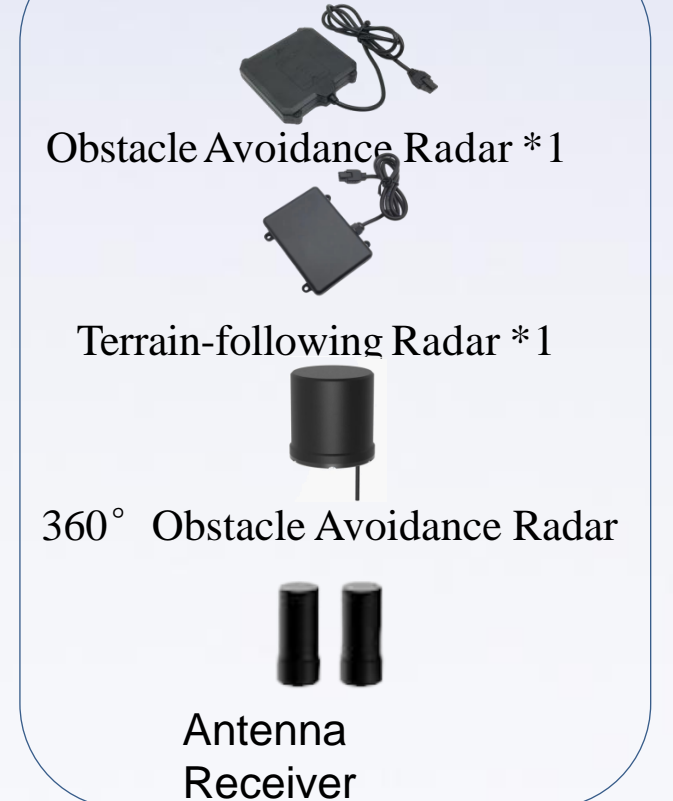 Obstacle Avoidance Radar *1
Terrain-following Radar *1
360° Obstacle Avoidance Radar
Antenna
Receiver